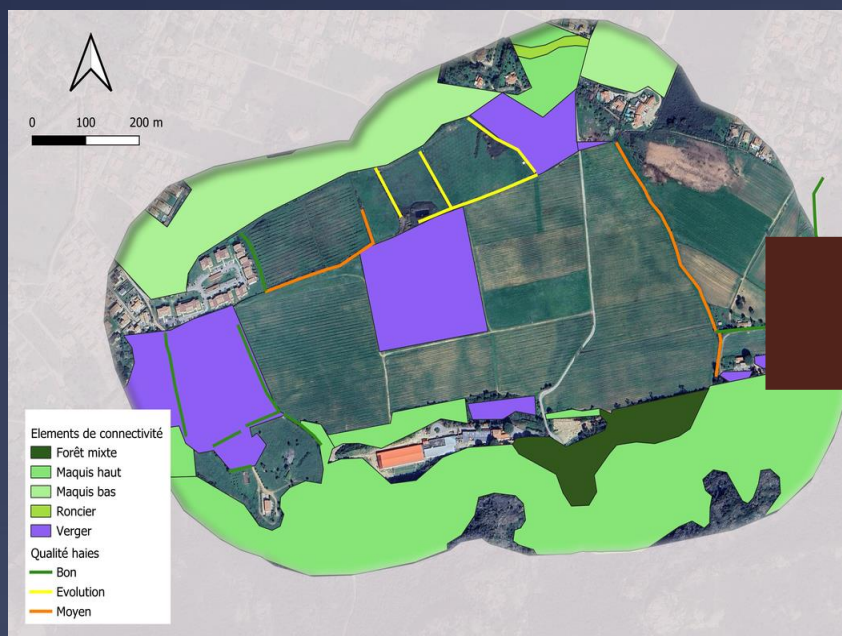 0 100 200 m
Elements de connectivité
Forêt mixte
Maquis haut
Maquis bas
Roncier
Verger
Qualité haies
Bon
Evolution
Moyen